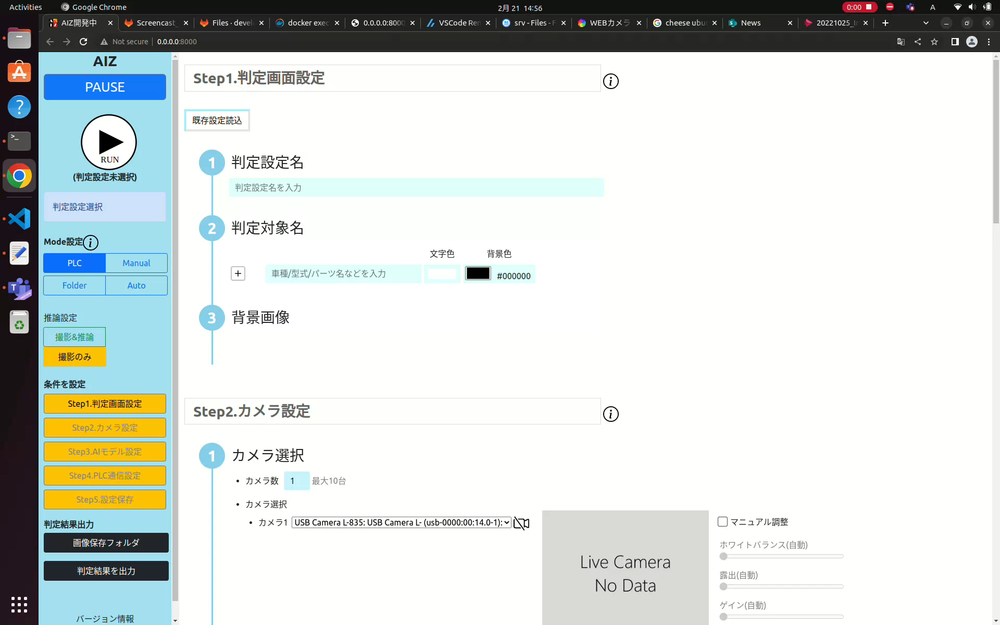 Activities
Google Chrome
2月 21 14:56
0:00
A
AIZ開発中
Screencast_
Files · devel
docker exec
0.0.0.0:8000
VSCode Rem
srv - Files - F
WEBカメラ
cheese ubu
News
20221025_Ir
Not secure
0.0.0.0:8000
AIZ
PAUSE
RUN
(判定設定未選択)
判定設定選択
Mode設定 i
PLC
Manual
Folder
Auto
推論設定
撮影&推論
撮影のみ
条件を設定
Step1.判定画面設定
Step2.カメラ設定
Step3.AIモデル設定
Step4.PLC通信設定
Step5.設定保存
判定結果出力
画像保存フォルダ
判定結果を出力
バージョン情報
Step1.判定画面設定
i
既存設定読込
1 判定設定名
判定設定名を入力
2 判定対象名
文字色 背景色
+ 車種/型式/パーツ名などを入力 #000000
3 背景画像
Step2.カメラ設定
i
1 カメラ選択
• カメラ数 1 最大10台
• カメラ選択
• カメラ1 USB Camera L-835: USB Camera L- (usb-0000:00:14.0-1):
Live Camera
No Data
マニュアル調整
ホワイトバランス(自動)
露出(自動)
ゲイン(自動)